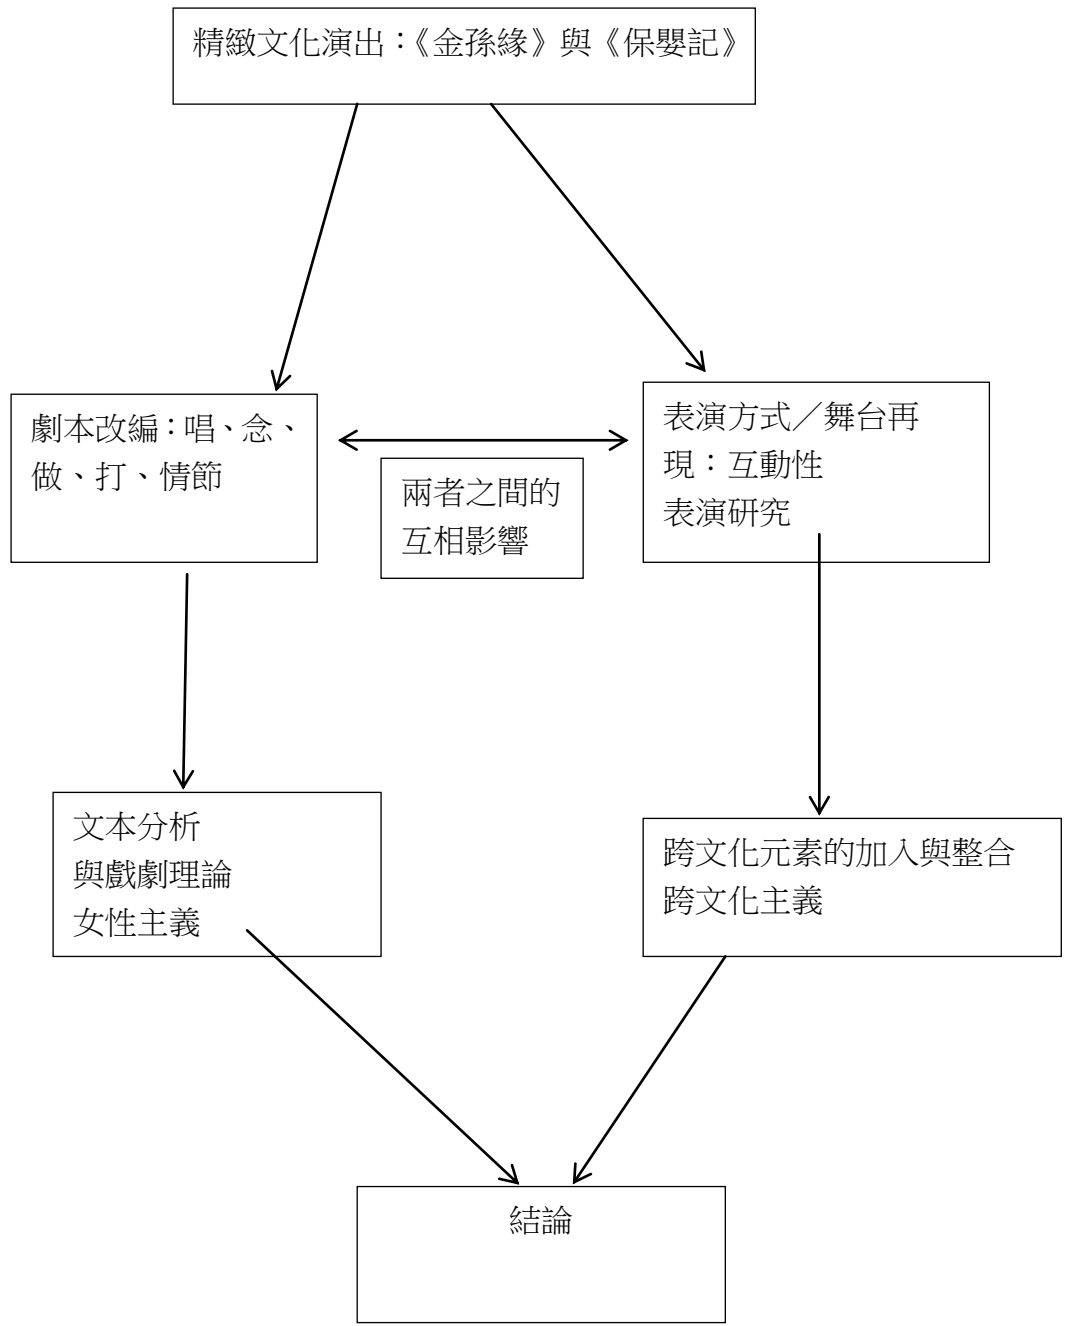 精緻文化演出：《金孫緣》與《保嬰記》
劇本改編：唱、念、
做、打、情節
兩者之間的
互相影響
表演方式／舞台再
現：互動性
表演研究
文本分析
與戲劇理論
女性主義
跨文化元素的加入與整合
跨文化主義
結論